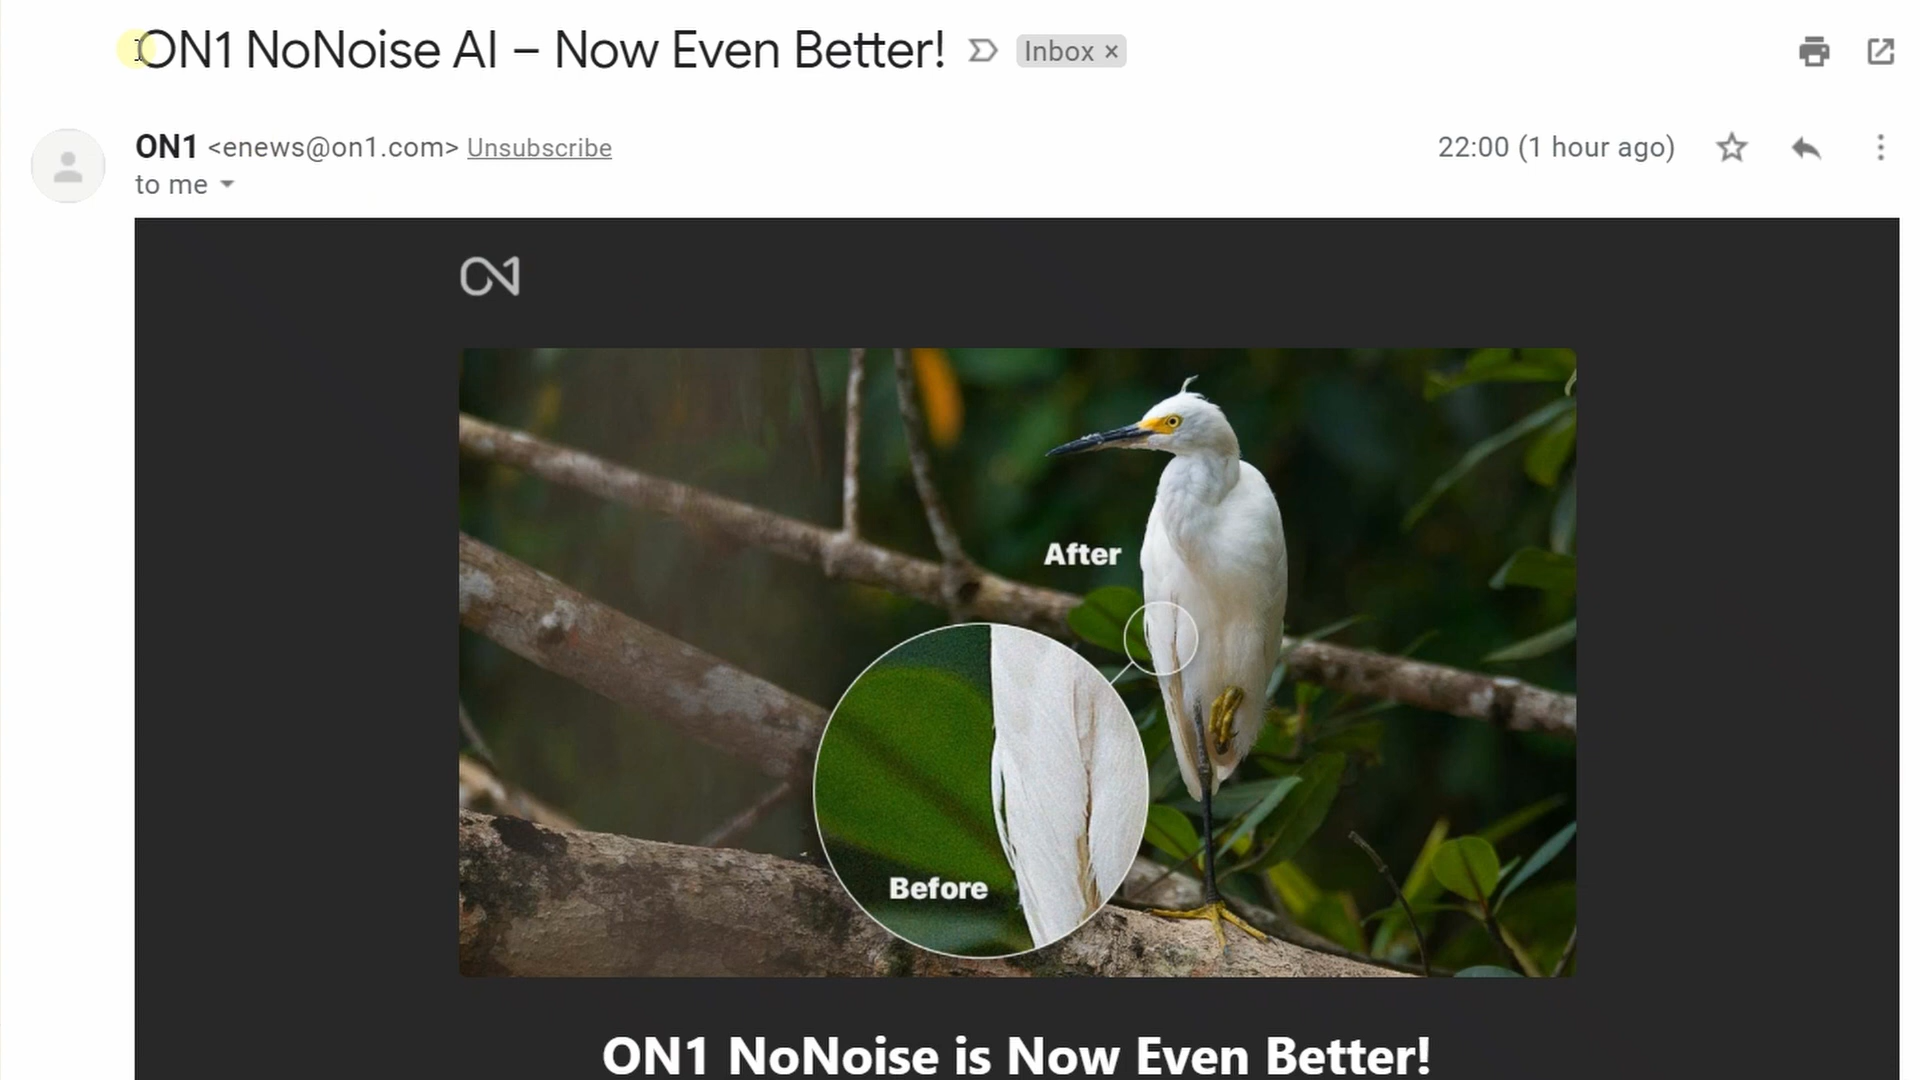 ON1 NoNoise AI – Now Even Better! Inbox ×
ON1 <enews@on1.com> Unsubscribe 22:00 (1 hour ago)
to me
ON1
After
Before
ON1 NoNoise is Now Even Better!